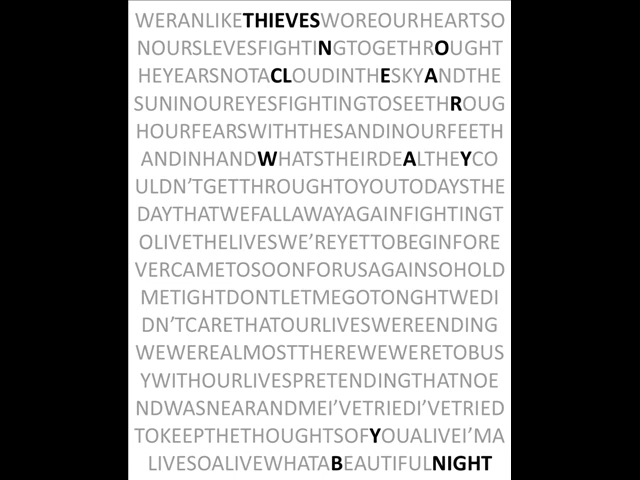 WERANLIKETHIEVESWOREOURHEARTSO
NOURSLEVESFIGHTINGTOGETHROUGHT
HEYEARSNOTACLOUDINTHESKYANDTHE
SUNINOUREYESFIGHTINGTOSEETHROUG
HOURFEARSWITHTHESANDINOURFEETH
ANDINHANDWHATSTHEIRDEALTHEYCO
ULDN’TGETTHROUGHTOYOUTODAYSTHE
DAYTHATWEFALLAWAYAGAINFIGHTINGT
OLIVETHELIVESWE’REYETTOBEGINFORE
VERCAMETOSOONFORUSAGAINSOHOLD
METIGHTDONTLETMEGOTONGHTWEDI
DN’TCARETHATOURLIVESWEREENDING
WEWEREALMOSTTHEREWEWERETOBUS
YWITHOURLIVESPRETENDINGTHATNOE
NDWASNEARANDMEI’VETRIEDI’VETRIED
TOKEEPTHETHOUGHTSOFYOUALIVEI’MA
LIVESOALIVEWHATABEAUTIFULNIGHT